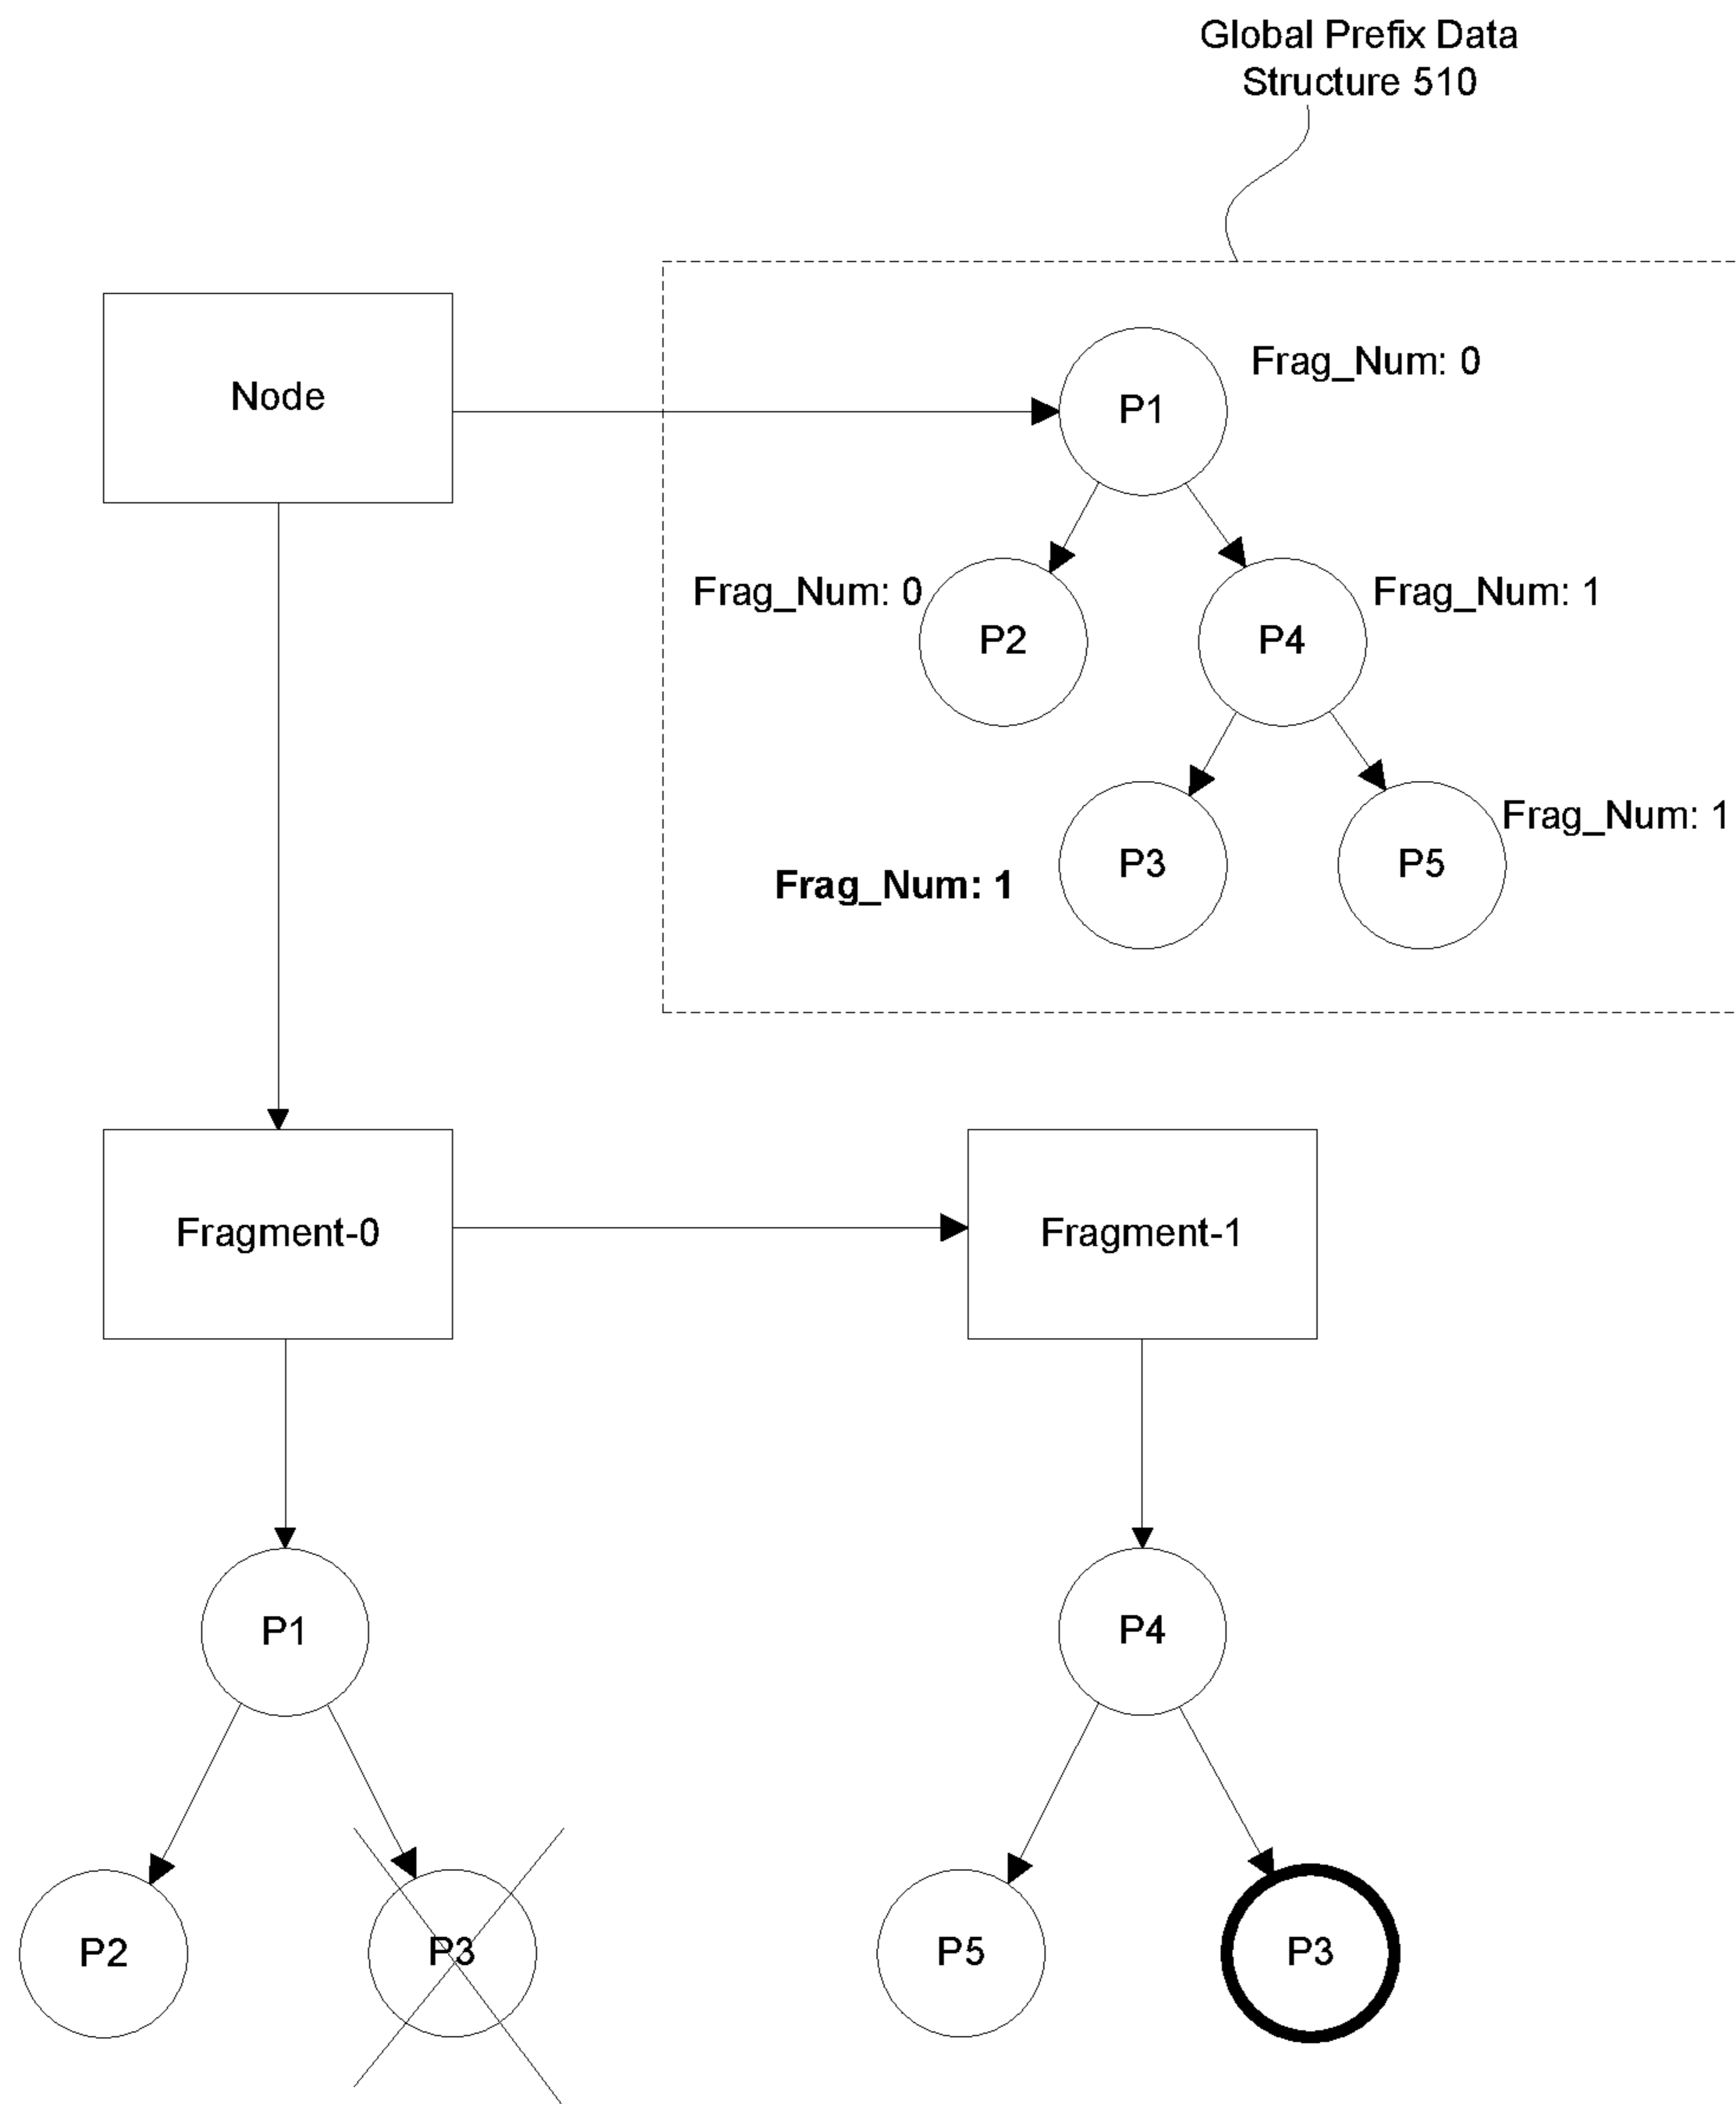 Global Prefix Data
Structure 510
Node
P1
Frag_Num: 0
Frag_Num: 0
P2
P4
Frag_Num: 1
Frag_Num: 1
P3
P5
Frag_Num: 1
Fragment-0
Fragment-1
P1
P4
P2
P3
P5
P3